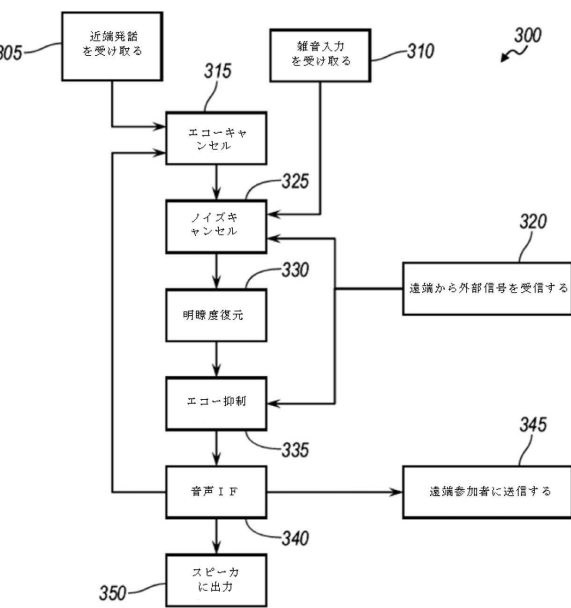 近端発話
を受け取る
305
雑音入力
を受け取る
310
300
315
エコーキャ
ンセル
325
ノイズキ
ャンセル
320
遠端から外部信号を受信する
330
明瞭度復元
エコー抑制
335
345
音声IF
遠端参加者に送信する
340
スピーカ
に出力
350